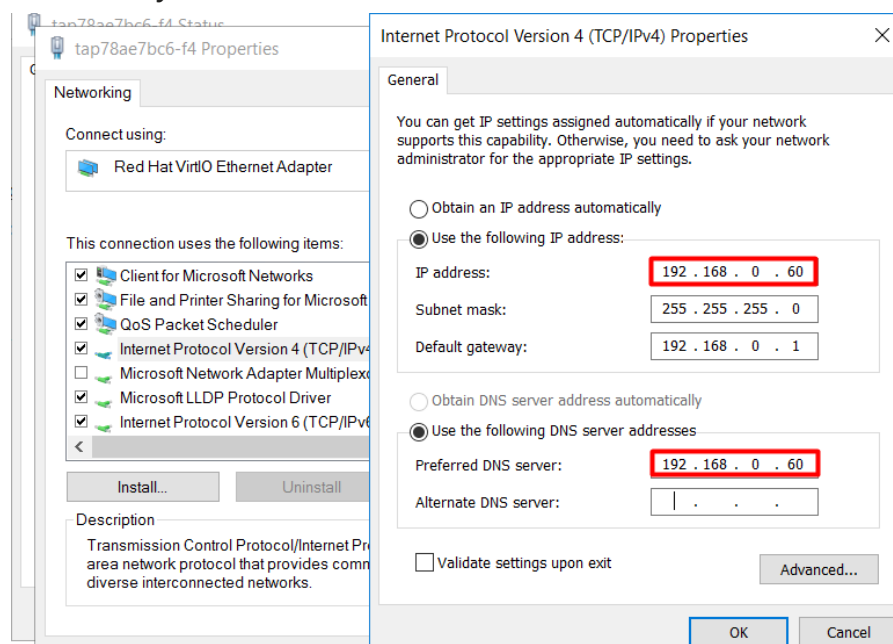 tap78ae7bc6-f4 Status
tap78ae7bc6-f4 Properties
Networking
Connect using:
Red Hat VirtIO Ethernet Adapter
This connection uses the following items:
Client for Microsoft Networks
File and Printer Sharing for Microsoft
QoS Packet Scheduler
Internet Protocol Version 4 (TCP/IPv4
Microsoft Network Adapter Multiplexo
Microsoft LLDP Protocol Driver
Internet Protocol Version 6 (TCP/IPv6
Install...
Uninstall
Description
Transmission Control Protocol/Internet Pr
area network protocol that provides comm
diverse interconnected networks.
Internet Protocol Version 4 (TCP/IPv4) Properties
General
You can get IP settings assigned automatically if your network
supports this capability. Otherwise, you need to ask your network
administrator for the appropriate IP settings.
Obtain an IP address automatically
Use the following IP address:
IP address: 192 . 168 . 0 . 60
Subnet mask: 255 . 255 . 255 . 0
Default gateway: 192 . 168 . 0 . 1
Obtain DNS server address automatically
Use the following DNS server addresses
Preferred DNS server: 192 . 168 . 0 . 60
Alternate DNS server: . . .
Validate settings upon exit
Advanced...
OK
Cancel